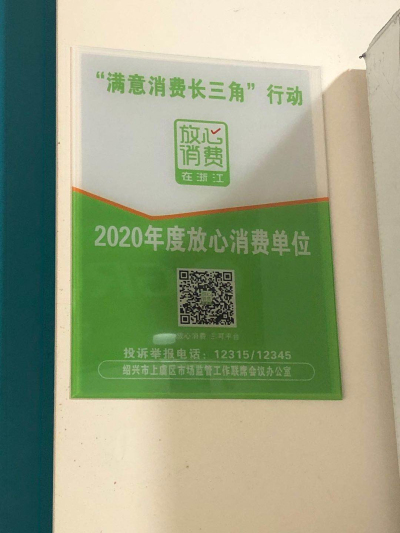 “满意消费长三角”行动
放心
消费
在浙江
2020年度放心消费单位
投诉举报电话：12315/12345
绍兴市上虞区市场监管工作联席会议办公室